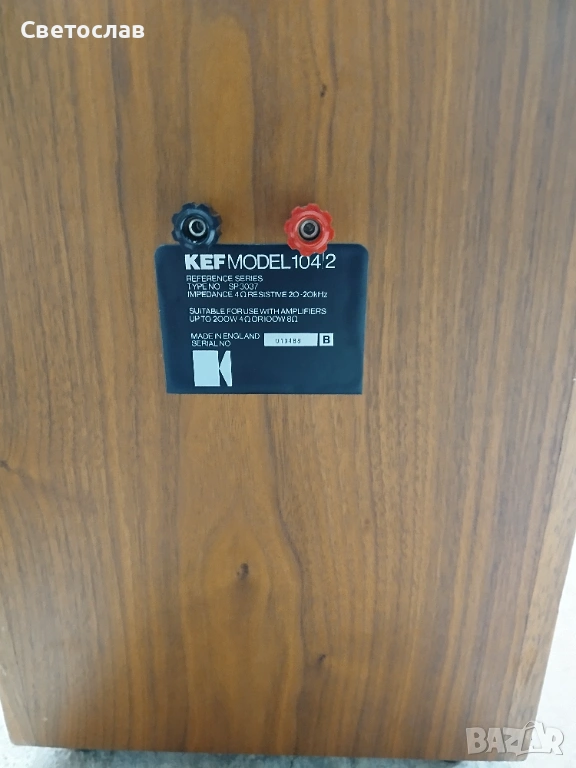 Светослав
KEF MODEL 104/2
REFERENCE SERIES
TYPE NO SP3037
IMPEDANCE 4Ω RESISTIVE 20-20kHz
SUITABLE FOR USE WITH AMPLIFIERS
UP TO 200W 4Ω OR 100W 8Ω
MADE IN ENGLAND
SERIAL NO B
BAZAR